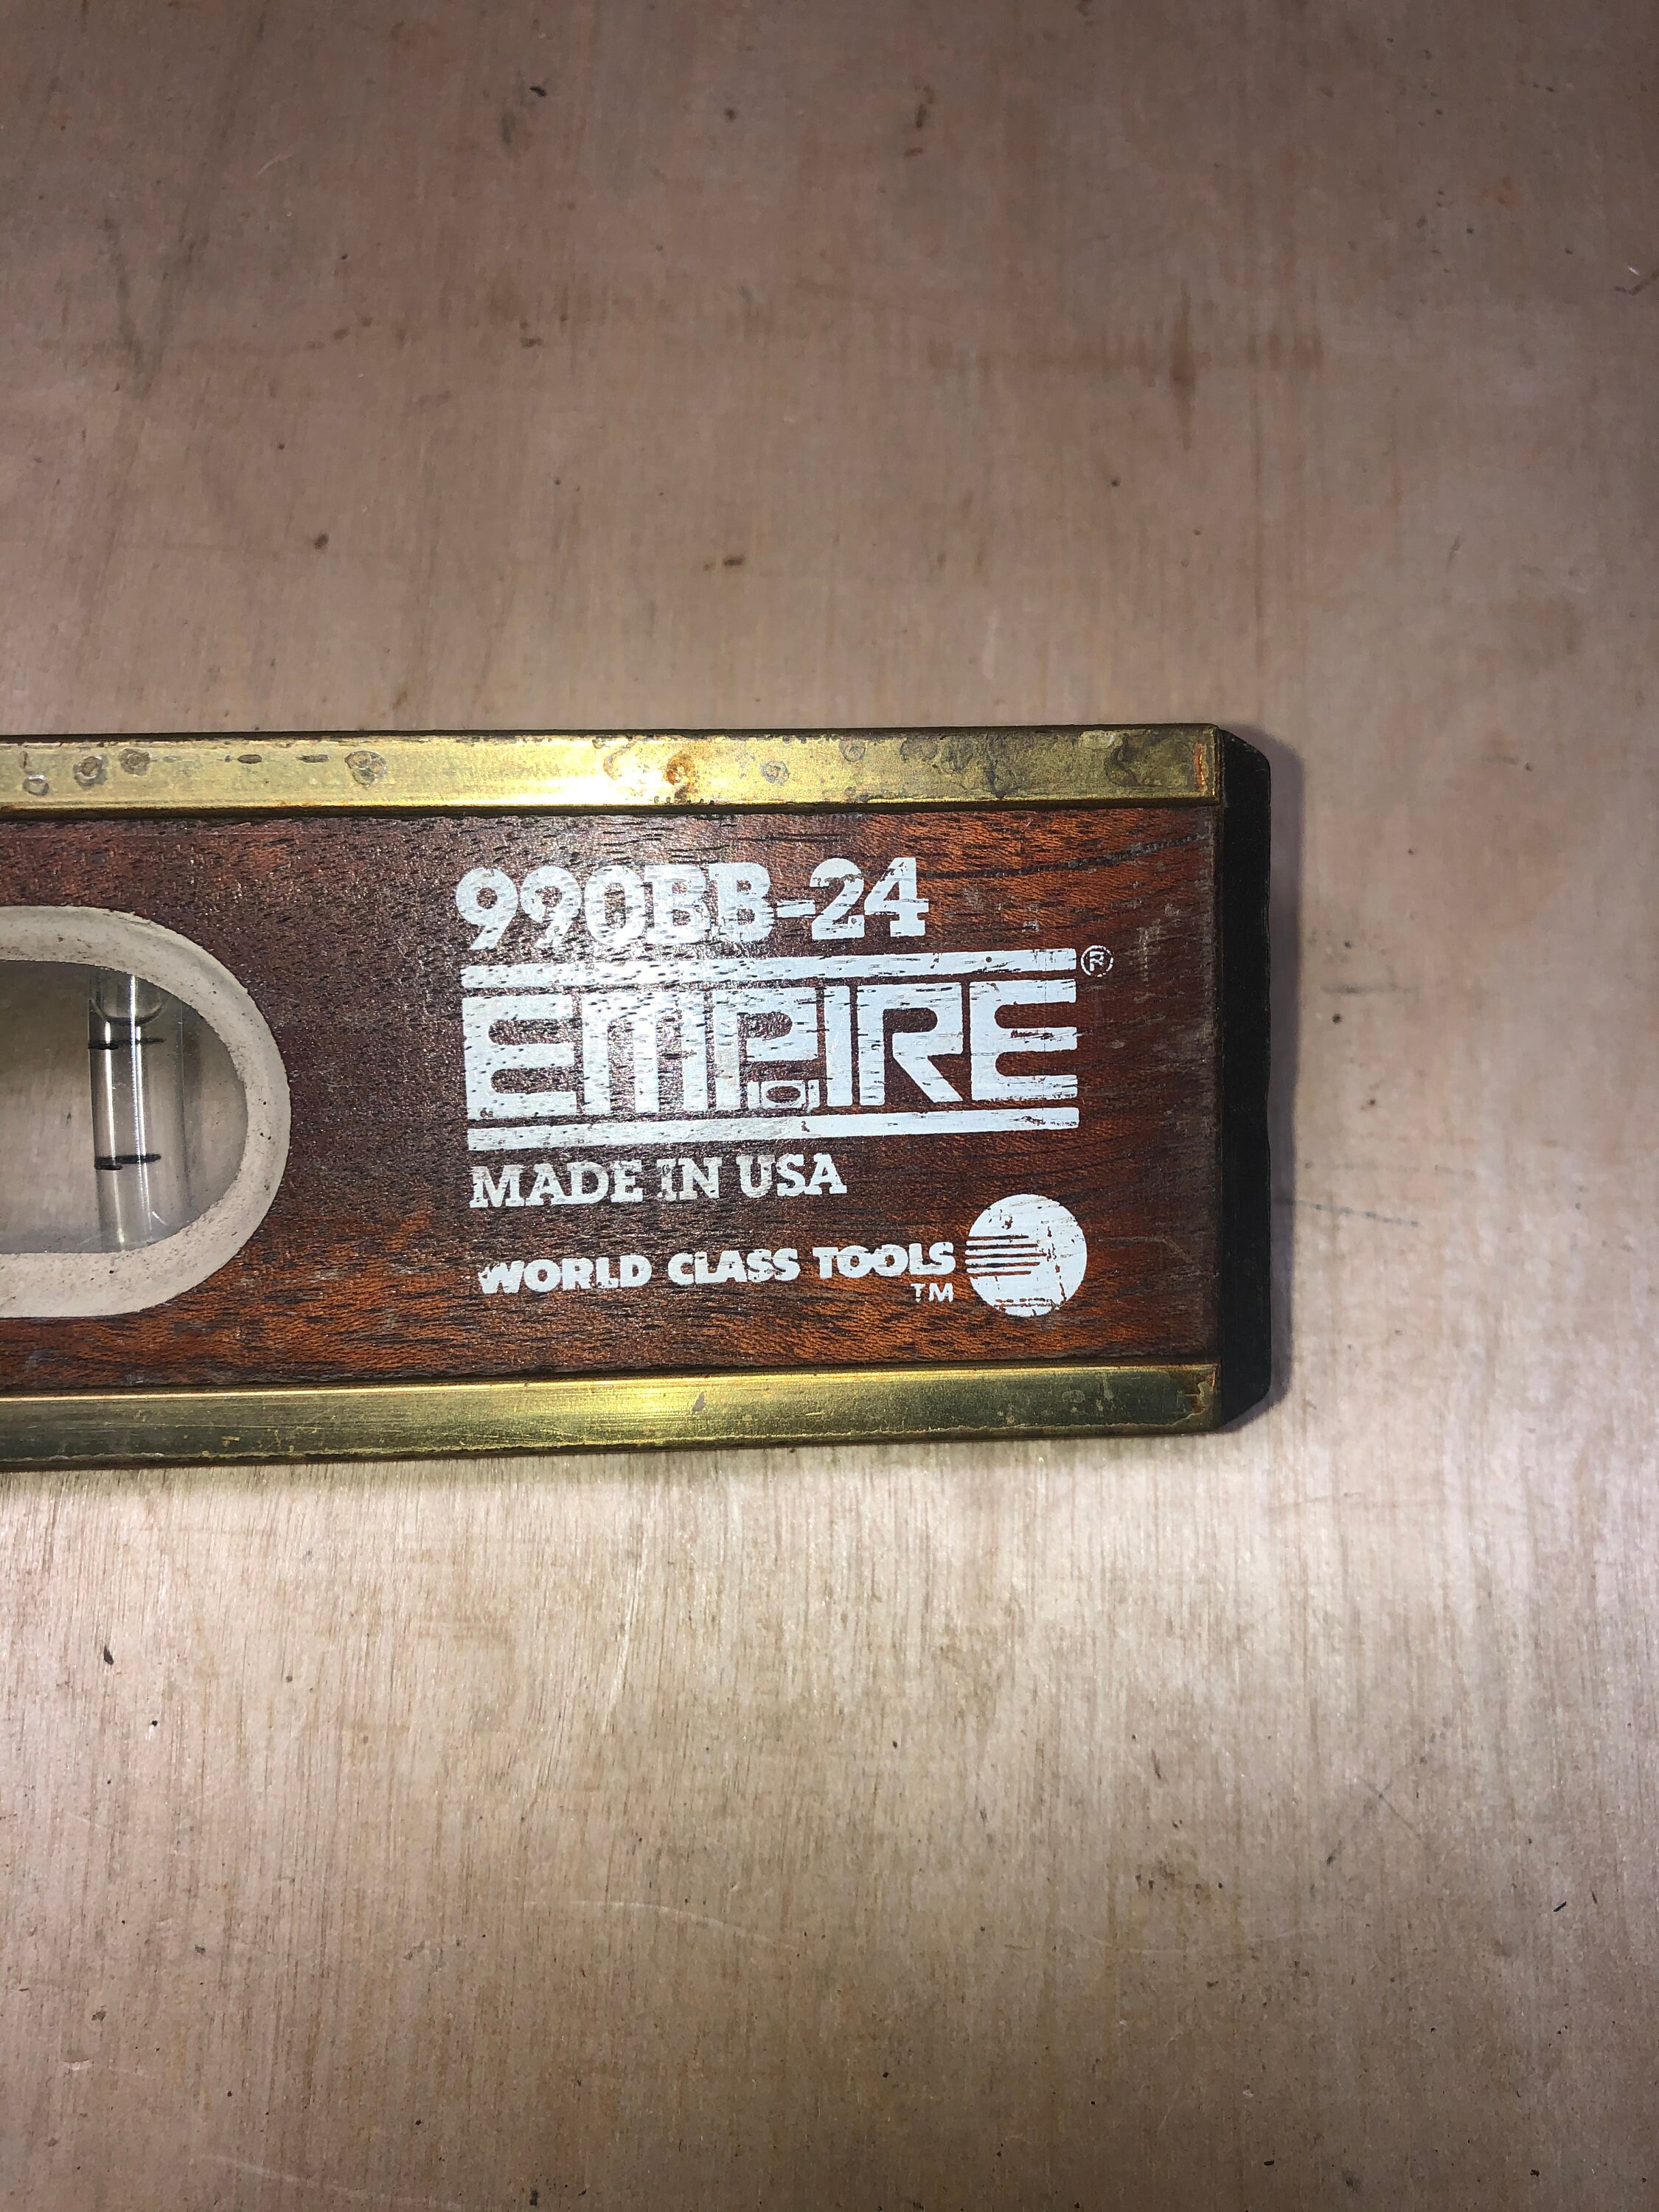 990BB-24
EMPIRE®
MADE IN USA
WORLD CLASS TOOLS
TM